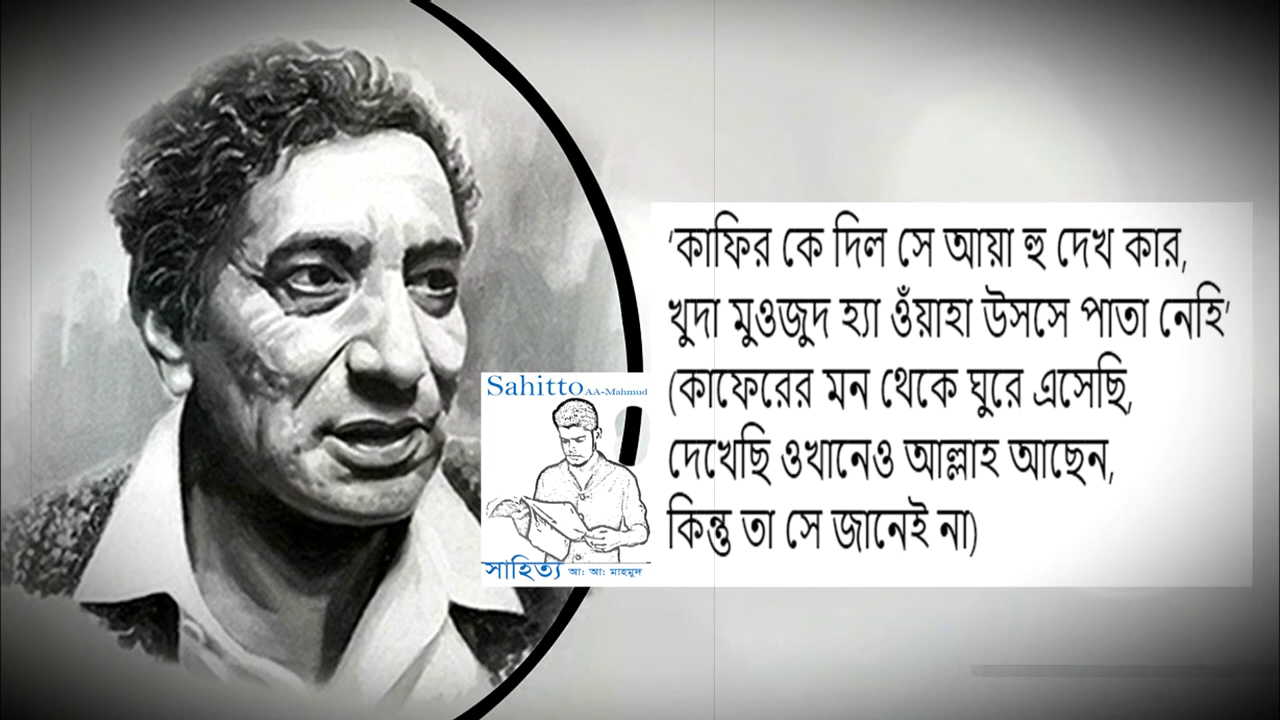 ‘কাফির কে দিল সে আয়া হু দেখ কার,
খুদা মুওজুদ হ্যা ওঁয়াহা উসসে পাতা নেহি’
(কাফেরের মন থেকে ঘুরে এসেছি,
দেখেছি ওখানেও আল্লাহ আছেন,
কিন্তু তা সে জানেই না)
Sahitto AA-Mahmud
সাহিত্য আ: আ: মাহমুদ